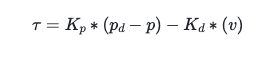 τ = K_p * (p_d − p) − K_d * (v)